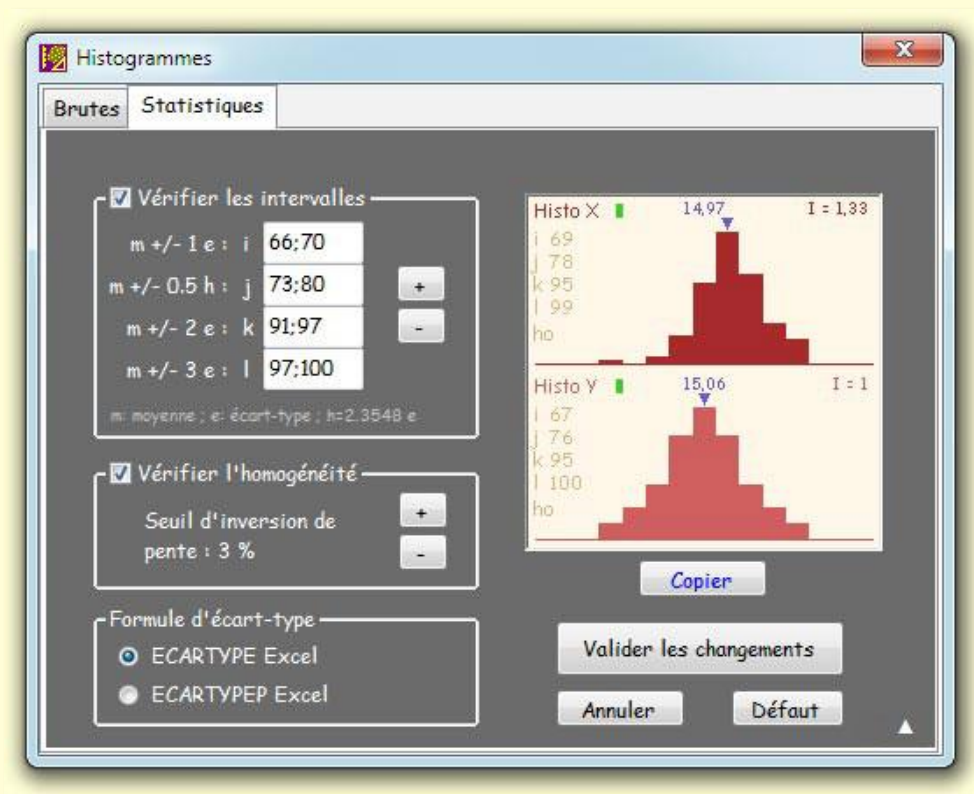 Histogrammes
X
Brutes Statistiques
Vérifier les intervalles
m +/- 1 e : i 66;70
m +/- 0.5 h : j 73;80
m +/- 2 e : k 91;97
m +/- 3 e : l 97;100
+
-
m: moyenne ; e: écart-type ; h=2.3548 e
Vérifier l'homogénéité
Seuil d'inversion de
pente : 3 %
+
-
Formule d'écart-type
ECARTYPE Excel
ECARTYPEP Excel
Histo X 14,97 I = 1,33
i 69
j 78
k 95
l 99
ho
Histo Y 15,06 I = 1
i 67
j 76
k 95
l 100
ho
Copier
Valider les changements
Annuler Défaut